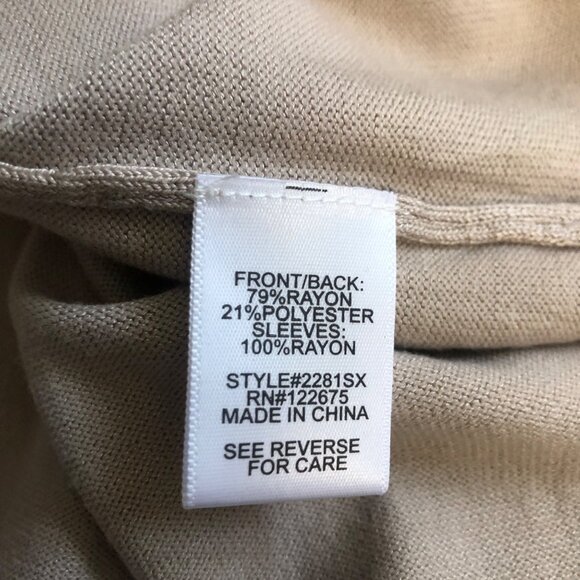 FRONT/BACK:
79%RAYON
21%POLYESTER
SLEEVES:
100%RAYON
STYLE#2281SX
RN#122675
MADE IN CHINA
SEE REVERSE
FOR CARE